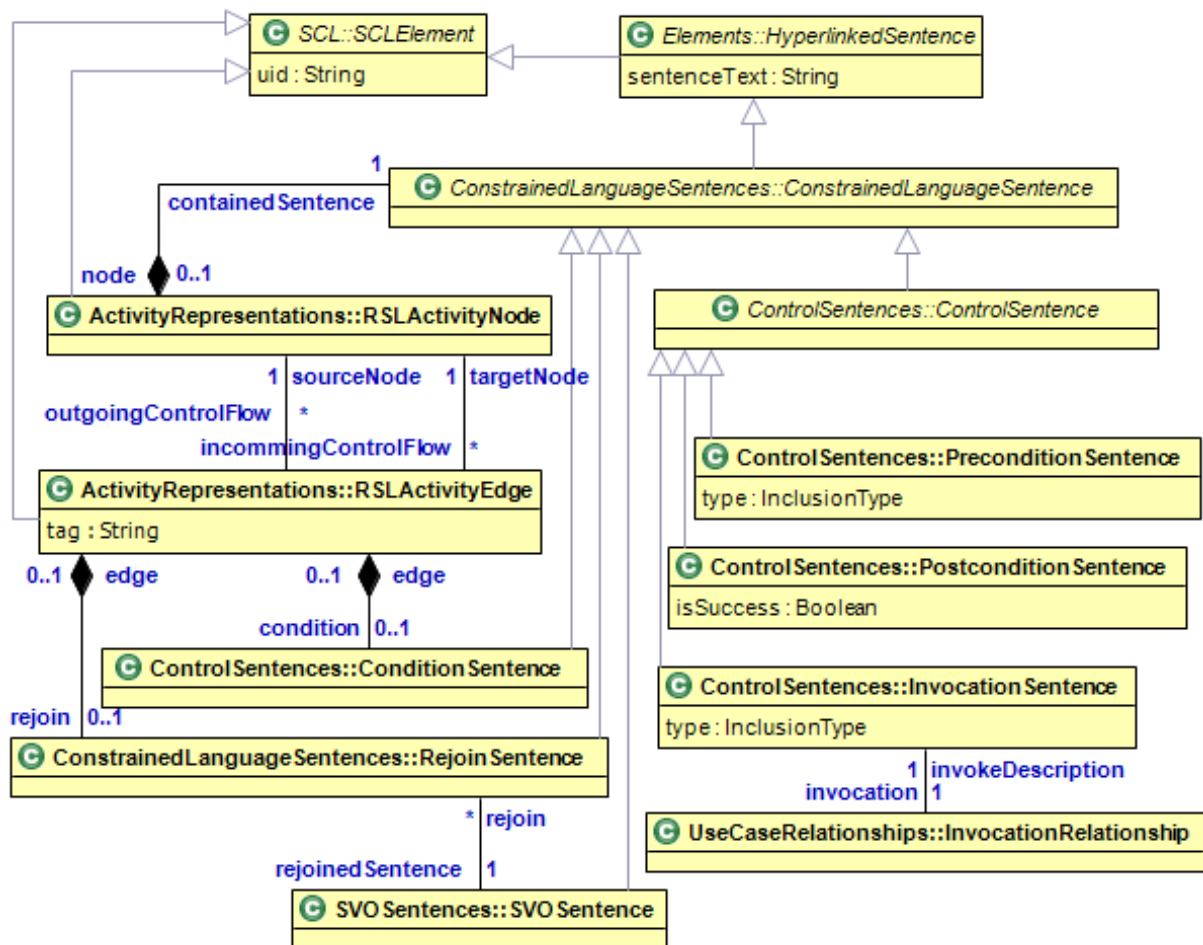 C SCL::SCLElement
uid : String
C Elements::HyperlinkedSentence
sentenceText : String
1
containedSentence
C ConstrainedLanguageSentences::ConstrainedLanguageSentence
node 0..1
C ActivityRepresentations::RSLActivityNode
C ControlSentences::ControlSentence
1 sourceNode 1 targetNode
outgoingControlFlow *
incommingControlFlow *
C ControlSentences::PreconditionSentence
type : InclusionType
C ActivityRepresentations::RSLActivityEdge
tag : String
C ControlSentences::PostconditionSentence
isSuccess : Boolean
0..1 edge 0..1 edge
condition 0..1
C ControlSentences::ConditionSentence
C ControlSentences::InvocationSentence
type : InclusionType
rejoin 0..1
C ConstrainedLanguageSentences::RejoinSentence
1 invokeDescription
invocation 1
C UseCaseRelationships::InvocationRelationship
* rejoin
rejoinedSentence 1
C SVOSentences::SVOSentence